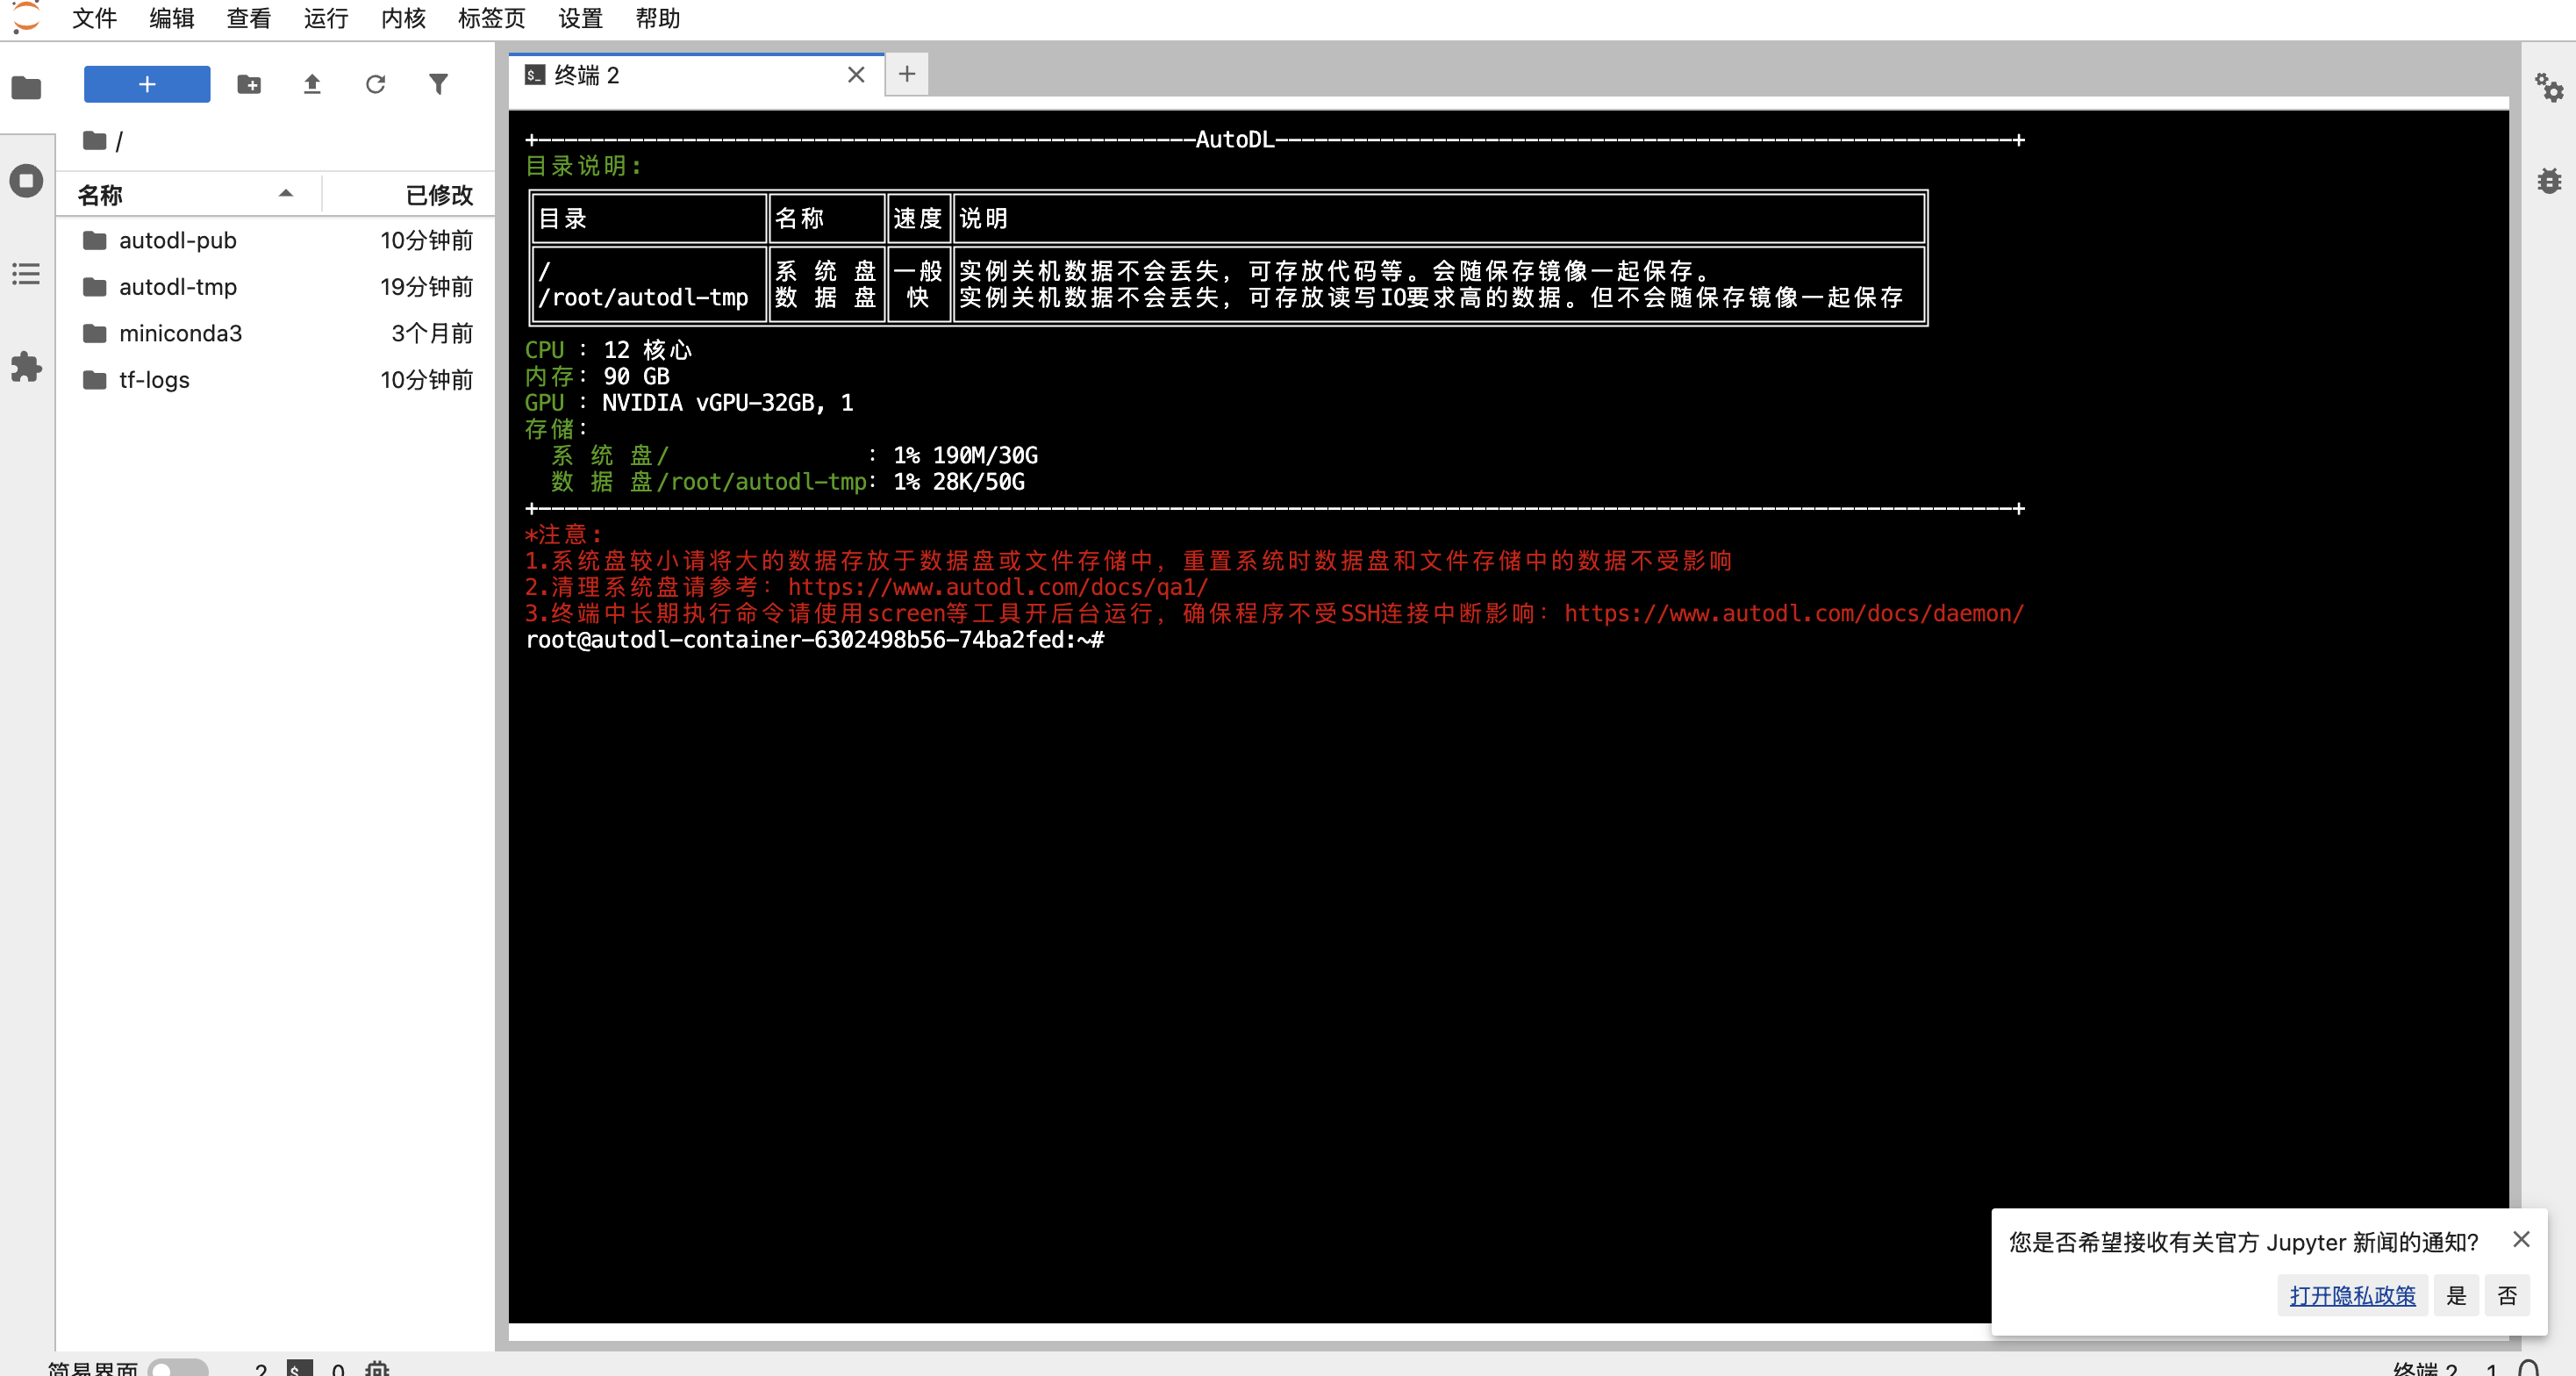 文件 编辑 查看 运行 内核 标签页 设置 帮助
终端 2
/
名称 已修改
autodl-pub 10分钟前
autodl-tmp 19分钟前
miniconda3 3个月前
tf-logs 10分钟前
AutoDL
目录说明:
目录 名称 速度 说明
/ 系统盘 一般 实例关机数据不会丢失，可存放代码等。会随保存镜像一起保存。
/root/autodl-tmp 数据盘 快 实例关机数据不会丢失，可存放读写IO要求高的数据。但不会随保存镜像一起保存
CPU : 12 核心
内存: 90 GB
GPU : NVIDIA vGPU-32GB, 1
存储:
系统盘/ : 1% 190M/30G
数据盘/root/autodl-tmp: 1% 28K/50G
*注意:
1.系统盘较小请将大的数据存放于数据盘或文件存储中，重置系统时数据盘和文件存储中的数据不受影响
2.清理系统盘请参考: https://www.autodl.com/docs/qa1/
3.终端中长期执行命令请使用screen等工具开后台运行，确保程序不受SSH连接中断影响: https://www.autodl.com/docs/daemon/
root@autodl-container-6302498b56-74ba2fed:~#
您是否希望接收有关官方 Jupyter 新闻的通知?
打开隐私政策 是 否
简易界面 2 $_ 0 终端 2 1